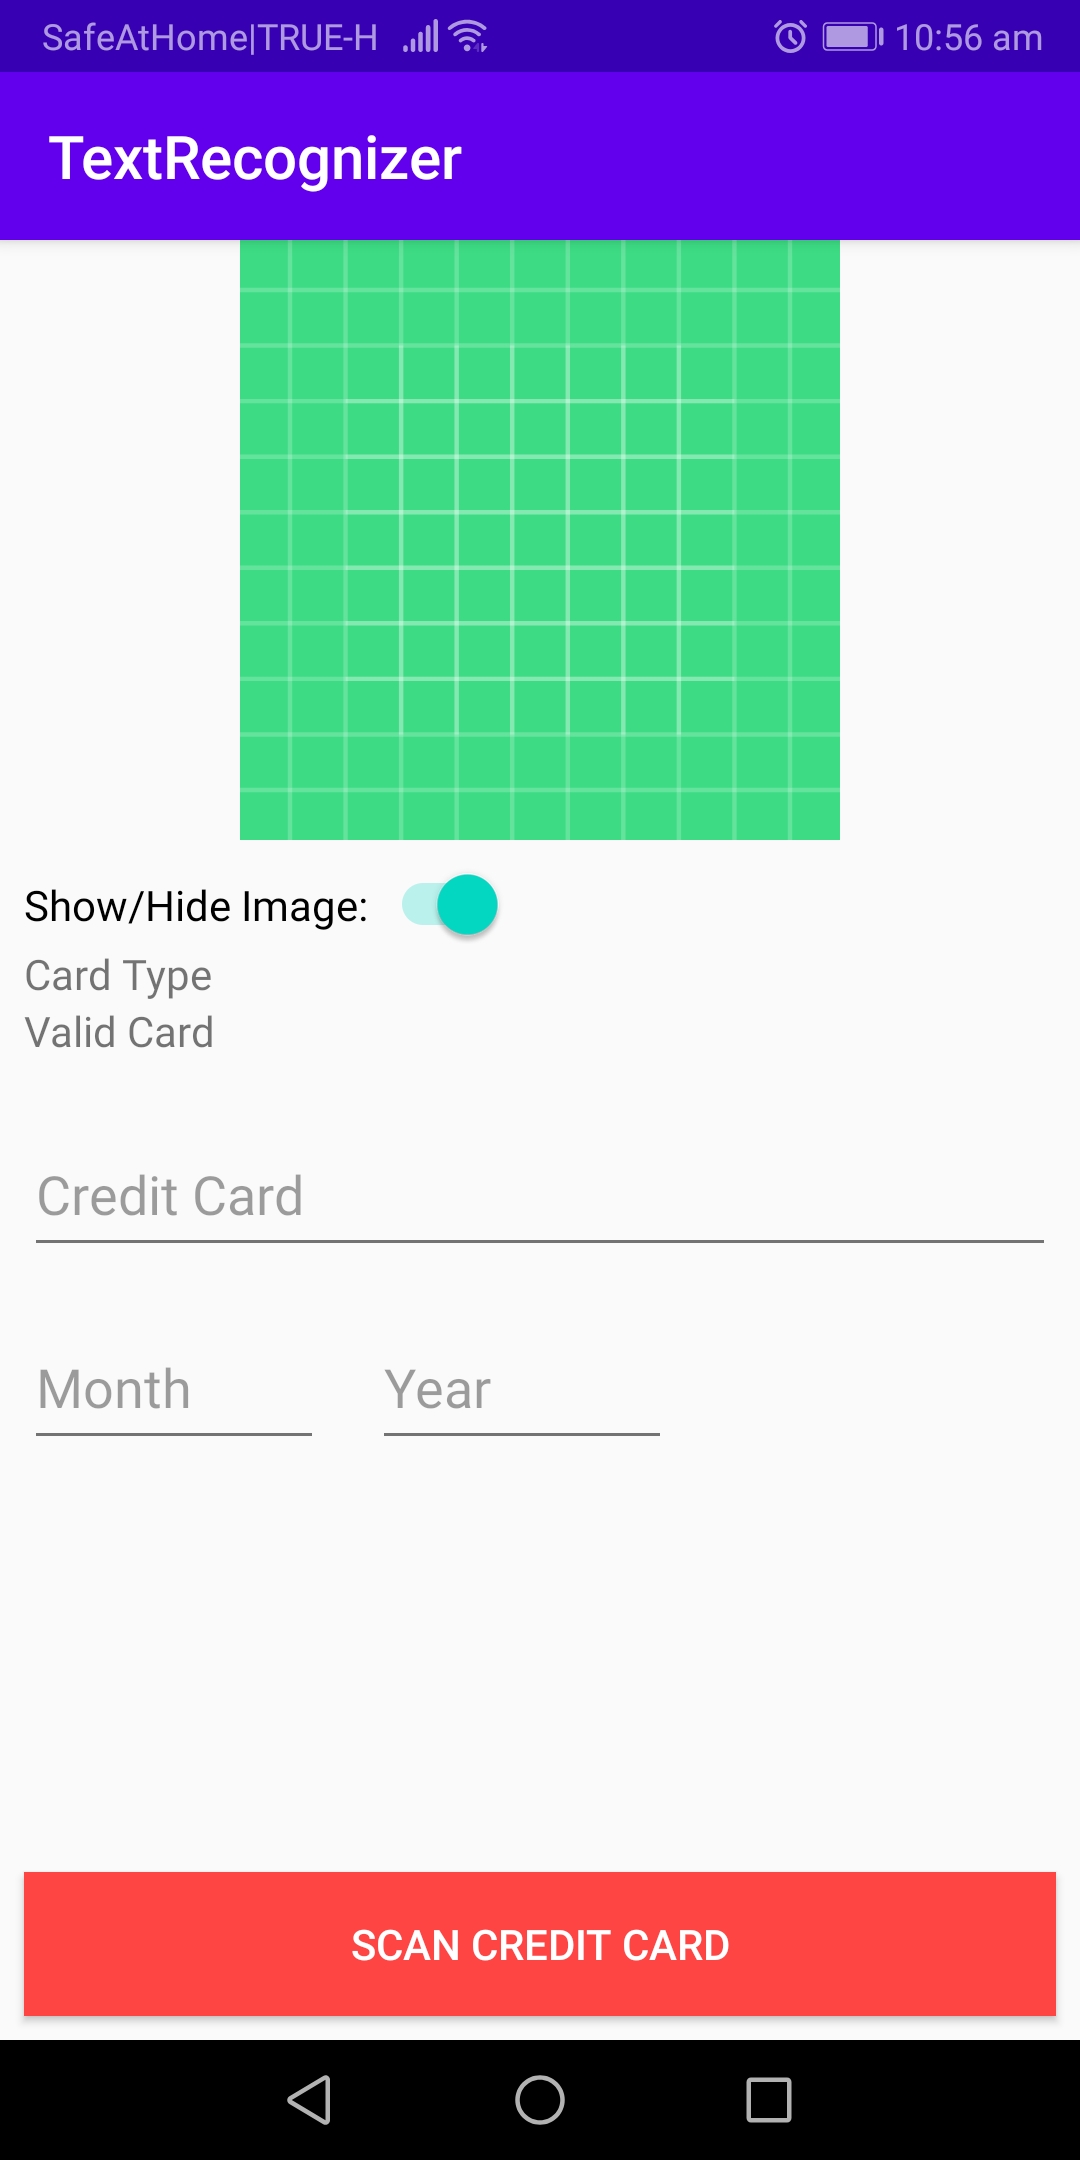 SafeAtHome|TRUE-H 10:56 am
TextRecognizer
Show/Hide Image:
Card Type
Valid Card
Credit Card
Month Year
SCAN CREDIT CARD